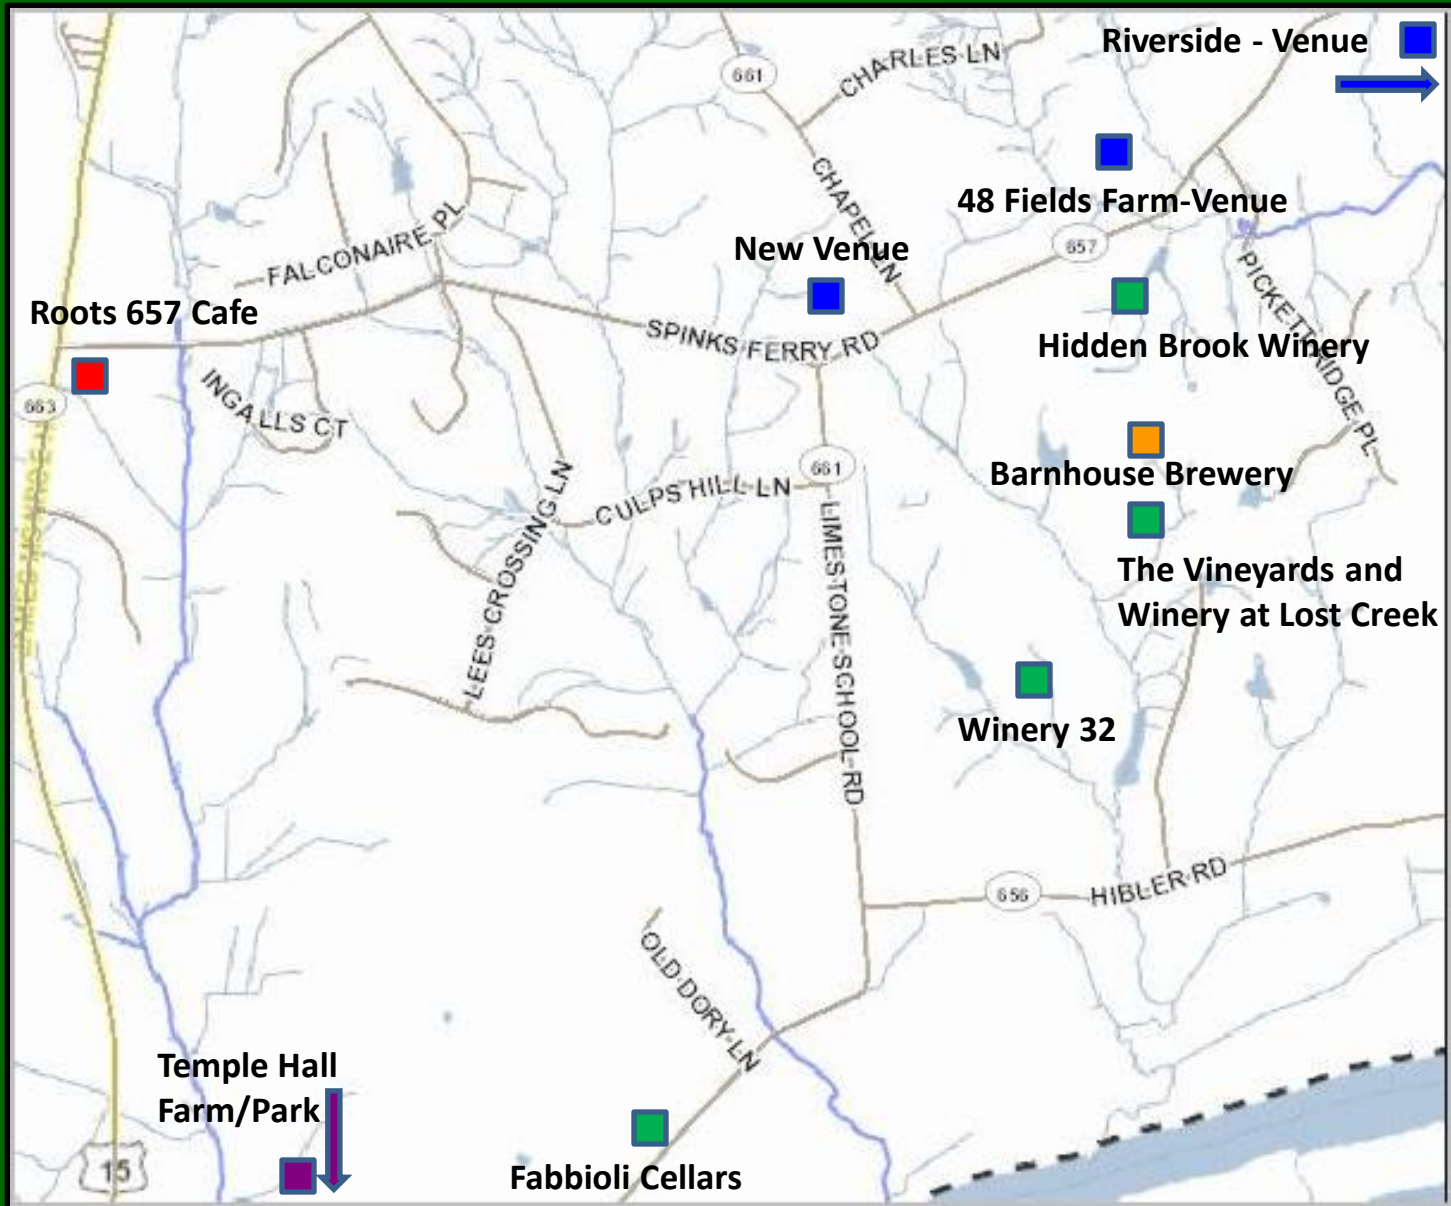 Riverside - Venue
661
CHARLES LN
CHAPEL LN
48 Fields Farm-Venue
FALCONAIRE PL
New Venue
657
PICKETT RIDGE PL
Roots 657 Cafe
SPINKS FERRY RD
Hidden Brook Winery
663
INGALLS CT
Barnhouse Brewery
661
CULPS HILL LN
LEES CROSSING LN
LIMESTONE SCHOOL RD
The Vineyards and
Winery at Lost Creek
Winery 32
656
HIBLER RD
OLD DORY LN
Temple Hall
Farm/Park
15
Fabbioli Cellars